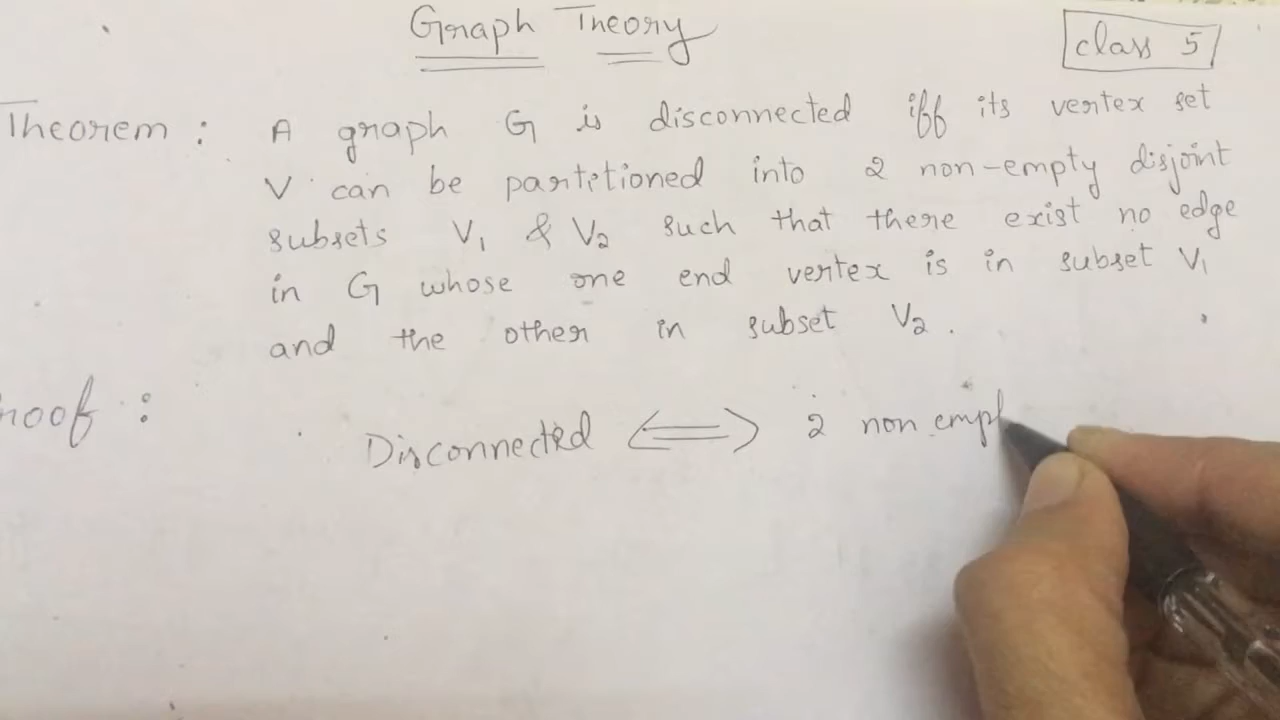 Graph Theory
class 5
Theorem : A graph G is disconnected iff its vertex set
V can be partitioned into 2 non-empty disjoint
subsets V₁ & V₂ such that there exist no edge
in G whose one end vertex is in subset V₁
and the other in subset V₂ .
roof :
Disconnected <=> 2 non empt